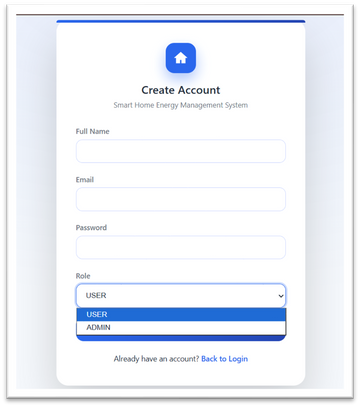 Create Account
Smart Home Energy Management System
Full Name
Email
Password
Role
USER
USER
ADMIN
Already have an account? Back to Login